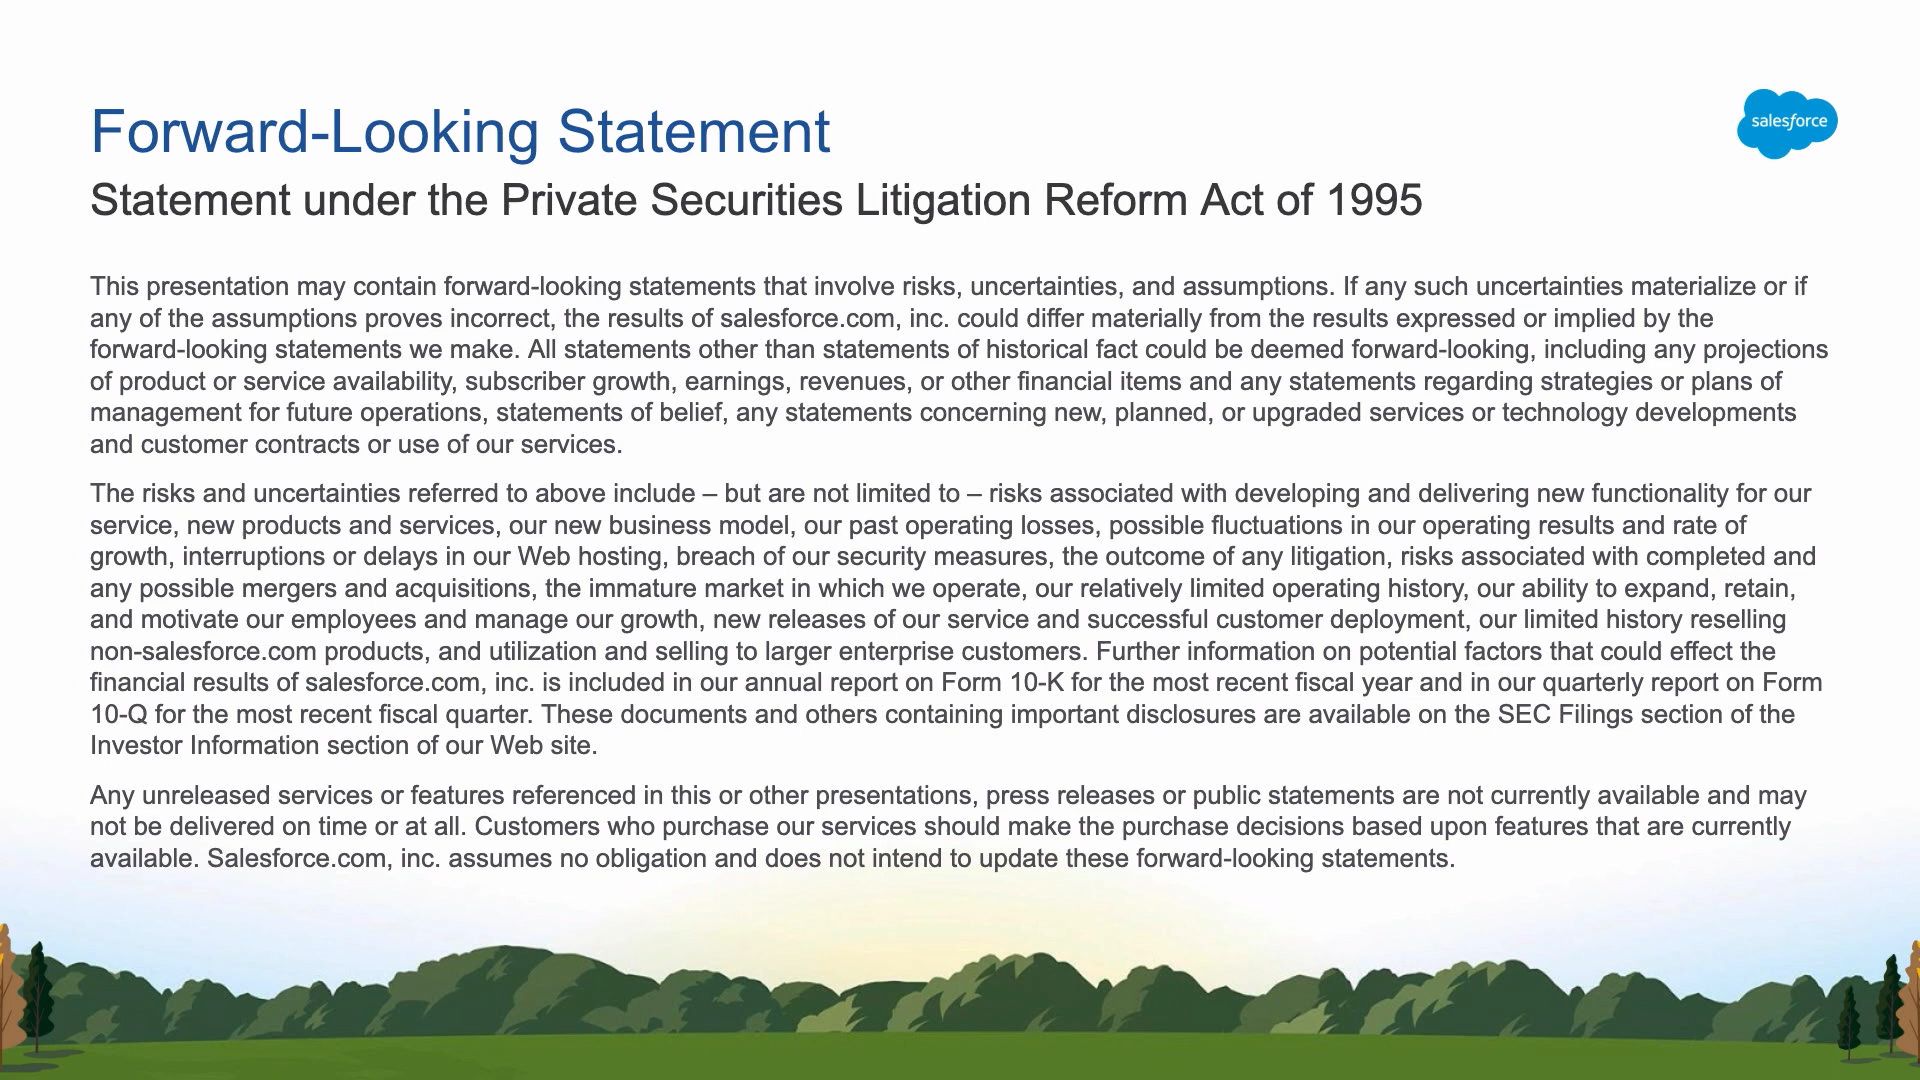 Forward-Looking Statement
salesforce
Statement under the Private Securities Litigation Reform Act of 1995
This presentation may contain forward-looking statements that involve risks, uncertainties, and assumptions. If any such uncertainties materialize or if
any of the assumptions proves incorrect, the results of salesforce.com, inc. could differ materially from the results expressed or implied by the
forward-looking statements we make. All statements other than statements of historical fact could be deemed forward-looking, including any projections
of product or service availability, subscriber growth, earnings, revenues, or other financial items and any statements regarding strategies or plans of
management for future operations, statements of belief, any statements concerning new, planned, or upgraded services or technology developments
and customer contracts or use of our services.
The risks and uncertainties referred to above include – but are not limited to – risks associated with developing and delivering new functionality for our
service, new products and services, our new business model, our past operating losses, possible fluctuations in our operating results and rate of
growth, interruptions or delays in our Web hosting, breach of our security measures, the outcome of any litigation, risks associated with completed and
any possible mergers and acquisitions, the immature market in which we operate, our relatively limited operating history, our ability to expand, retain,
and motivate our employees and manage our growth, new releases of our service and successful customer deployment, our limited history reselling
non-salesforce.com products, and utilization and selling to larger enterprise customers. Further information on potential factors that could effect the
financial results of salesforce.com, inc. is included in our annual report on Form 10-K for the most recent fiscal year and in our quarterly report on Form
10-Q for the most recent fiscal quarter. These documents and others containing important disclosures are available on the SEC Filings section of the
Investor Information section of our Web site.
Any unreleased services or features referenced in this or other presentations, press releases or public statements are not currently available and may
not be delivered on time or at all. Customers who purchase our services should make the purchase decisions based upon features that are currently
available. Salesforce.com, inc. assumes no obligation and does not intend to update these forward-looking statements.